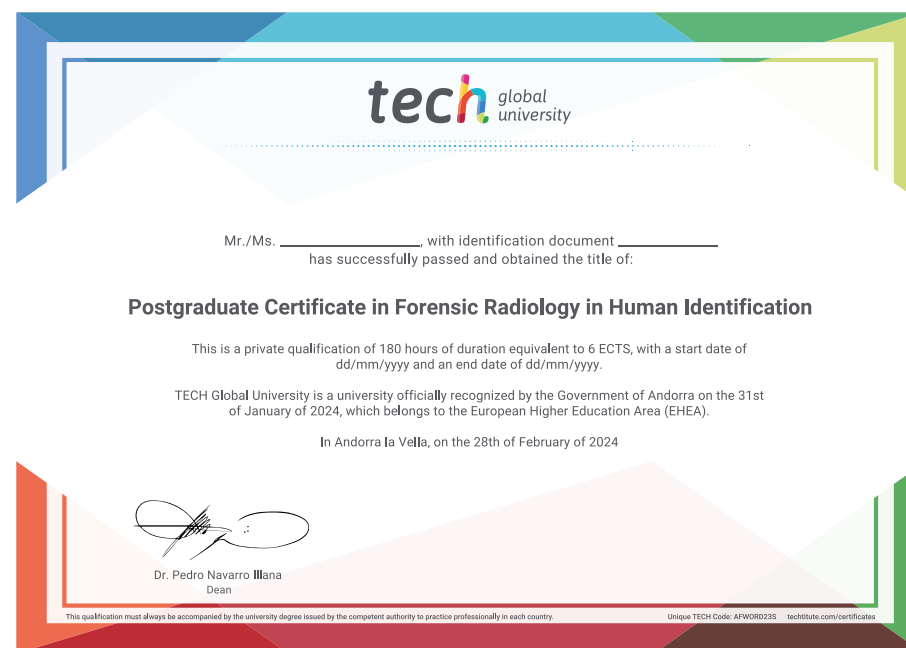 tech global university
Mr./Ms. ____________________, with identification document ______________
has successfully passed and obtained the title of:
Postgraduate Certificate in Forensic Radiology in Human Identification
This is a private qualification of 180 hours of duration equivalent to 6 ECTS, with a start date of
dd/mm/yyyy and an end date of dd/mm/yyyy.
TECH Global University is a university officially recognized by the Government of Andorra on the 31st
of January of 2024, which belongs to the European Higher Education Area (EHEA).
In Andorra la Vella, on the 28th of February of 2024
Dr. Pedro Navarro Illana
Dean
This qualification must always be accompanied by the university degree issued by the competent authority to practice professionally in each country.
Unique TECH Code: AFWORD23S techtitute.com/certificates